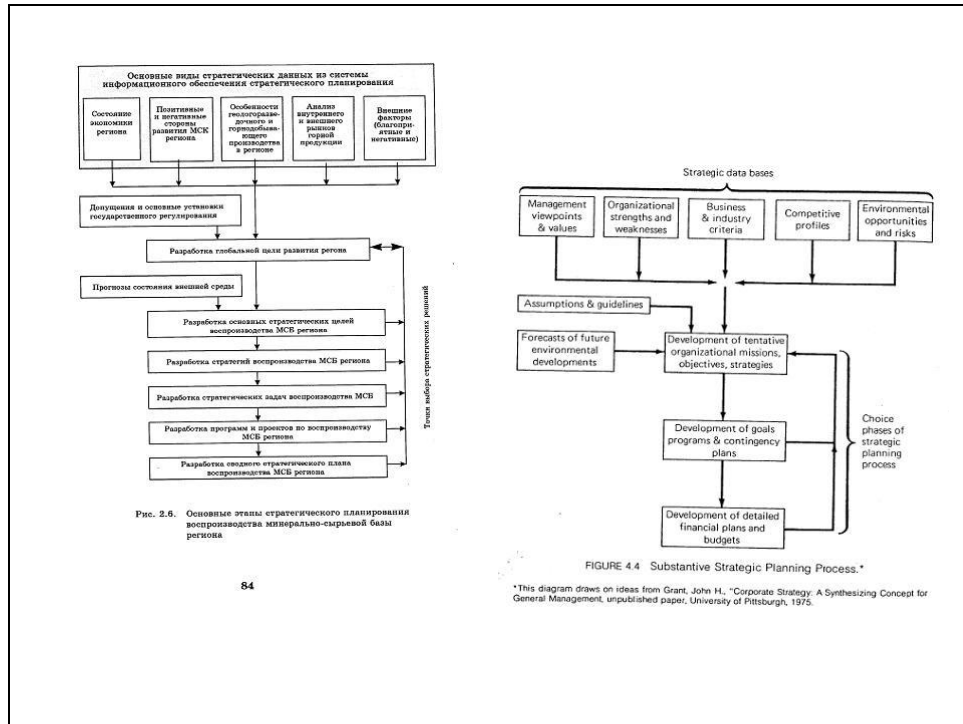 Основные виды стратегических данных из системы
информационного обеспечения стратегического планирования
Состояние
экономики
региона
Позитивные
и негативные
стороны
развития МСК
региона
Особенности
геологоразве-
дочного и
горнодобыва-
ющего
производства
в регионе
Анализ
внутреннего
и внешнего
рынков
горной
продукции
Внешние
факторы
(благопри-
ятные и
негативные)
Допущения и основные установки
государственного регулирования
Разработка глобальной цели развития регона
Прогнозы состояния внешней среды
Разработка основных стратегических целей
воспроизводства МСБ региона
Разработка стратегий воспроизводства МСБ региона
Разработка стратегических задач воспроизводства МСБ
Разработка программ и проектов по воспроизводству
МСБ региона
Разработка сводного стратегического плана
воспроизводства МСБ региона
Точки выбора стратегических решений
Рис. 2.6. Основные этапы стратегического планирования
воспроизводства минерально-сырьевой базы
региона
84
Strategic data bases
Management
viewpoints
& values
Organizational
strengths and
weaknesses
Business
& industry
criteria
Competitive
profiles
Environmental
opportunities
and risks
Assumptions & guidelines
Forecasts of future
environmental
developments
Development of tentative
organizational missions,
objectives, strategies
Development of goals
programs & contingency
plans
Development of detailed
financial plans and
budgets
Choice
phases of
strategic
planning
process
FIGURE 4.4 Substantive Strategic Planning Process.*
*This diagram draws on ideas from Grant, John H., "Corporate Strategy: A Synthesizing Concept for
General Management, unpublished paper, University of Pittsburgh, 1975.